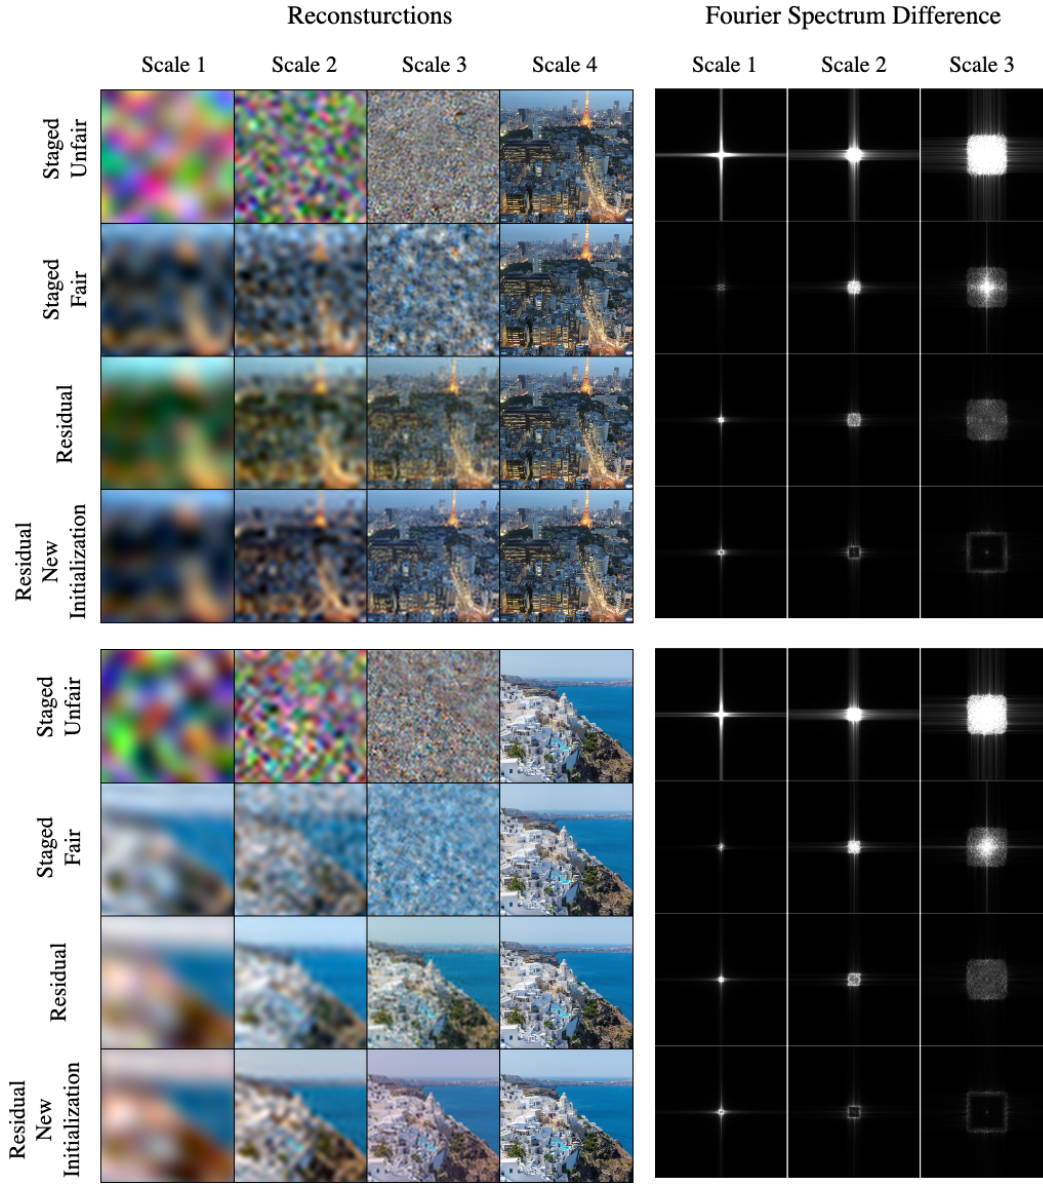 Reconsturctions
Fourier Spectrum Difference
Scale 1 Scale 2 Scale 3 Scale 4 Scale 1 Scale 2 Scale 3
Staged
Unfair
Staged
Fair
Residual
Residual
New
Initialization
Staged
Unfair
Staged
Fair
Residual
Residual
New
Initialization